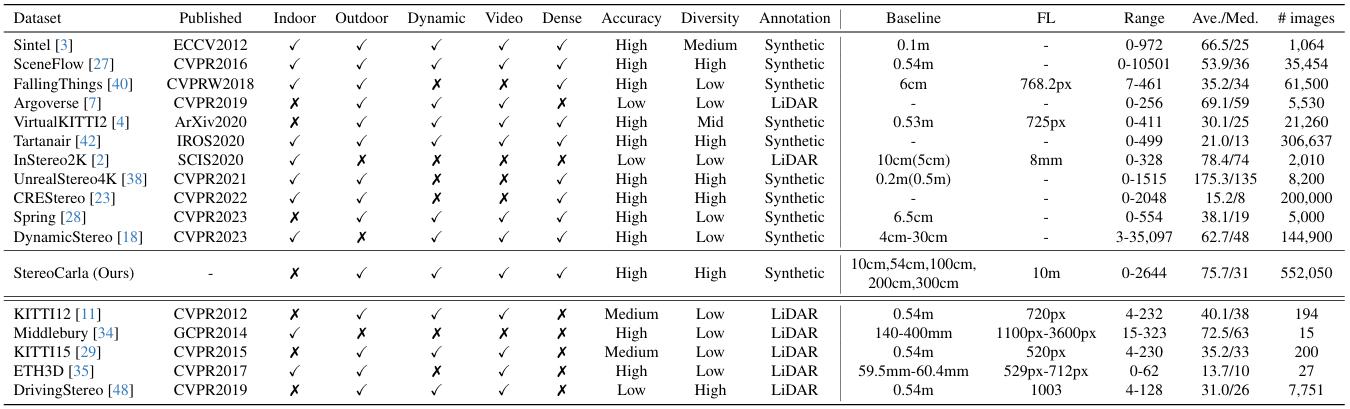 Dataset Published Indoor Outdoor Dynamic Video Dense Accuracy Diversity Annotation Baseline FL Range Ave./Med. # images
Sintel [3] ECCV2012 ✓ ✓ ✓ ✓ ✓ High Medium Synthetic 0.1m - 0-972 66.5/25 1,064
SceneFlow [27] CVPR2016 ✓ ✓ ✓ ✓ ✓ High High Synthetic 0.54m - 0-10501 53.9/36 35,454
FallingThings [40] CVPRW2018 ✓ ✓ ✗ ✗ ✓ High Low Synthetic 6cm 768.2px 7-461 35.2/34 61,500
Argoverse [7] CVPR2019 ✗ ✓ ✓ ✓ ✗ Low Low LiDAR - - 0-256 69.1/59 5,530
VirtualKITTI2 [4] ArXiv2020 ✗ ✓ ✓ ✓ ✓ High Mid Synthetic 0.53m 725px 0-411 30.1/25 21,260
Tartanair [42] IROS2020 ✓ ✓ ✓ ✓ ✓ High High Synthetic - - 0-499 21.0/13 306,637
InStereo2K [2] SCIS2020 ✓ ✗ ✗ ✗ ✗ Low Low LiDAR 10cm(5cm) 8mm 0-328 78.4/74 2,010
UnrealStereo4K [38] CVPR2021 ✓ ✓ ✗ ✗ ✓ High High Synthetic 0.2m(0.5m) - 0-1515 175.3/135 8,200
CREStereo [23] CVPR2022 ✓ ✓ ✗ ✗ ✓ High High Synthetic - - 0-2048 15.2/8 200,000
Spring [28] CVPR2023 ✗ ✓ ✓ ✓ ✓ High Low Synthetic 6.5cm - 0-554 38.1/19 5,000
DynamicStereo [18] CVPR2023 ✓ ✗ ✓ ✓ ✓ High Low Synthetic 4cm-30cm - 3-35,097 62.7/48 144,900
StereoCarla (Ours) - ✗ ✓ ✓ ✓ ✓ High High Synthetic 10cm,54cm,100cm, 10m 0-2644 75.7/31 552,050
200cm,300cm
KITTI12 [11] CVPR2012 ✗ ✓ ✓ ✓ ✗ Medium Low LiDAR 0.54m 720px 4-232 40.1/38 194
Middlebury [34] GCPR2014 ✓ ✗ ✗ ✗ ✗ High Low LiDAR 140-400mm 1100px-3600px 15-323 72.5/63 15
KITTI15 [29] CVPR2015 ✗ ✓ ✓ ✓ ✗ Medium Low LiDAR 0.54m 520px 4-230 35.2/33 200
ETH3D [35] CVPR2017 ✓ ✓ ✗ ✓ ✗ High Low LiDAR 59.5mm-60.4mm 529px-712px 0-62 13.7/10 27
DrivingStereo [48] CVPR2019 ✗ ✓ ✓ ✓ ✗ Low High LiDAR 0.54m 1003 4-128 31.0/26 7,751